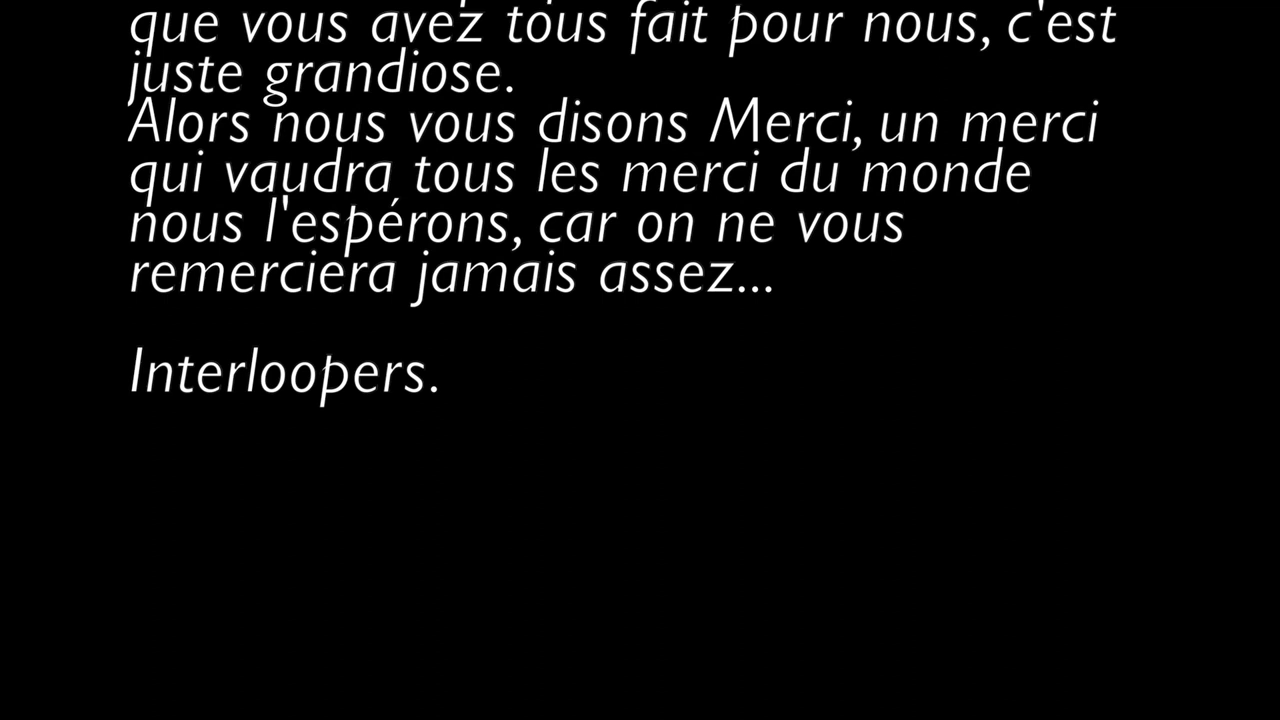 que vous avez tous fait pour nous, c'est
juste grandiose.
Alors nous vous disons Merci, un merci
qui vaudra tous les merci du monde
nous l'espérons, car on ne vous
remerciera jamais assez...
Interloopers.